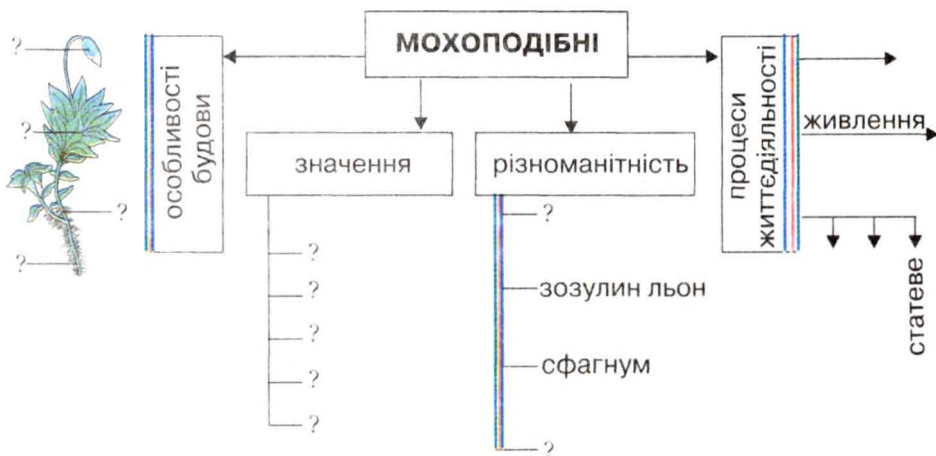 МОХОПОДІБНІ
?
?
?
?
особливості
будови
значення
?
?
?
?
?
різноманітність
?
зозулин льон
сфагнум
?
процеси
життєдіяльності
живлення
статеве